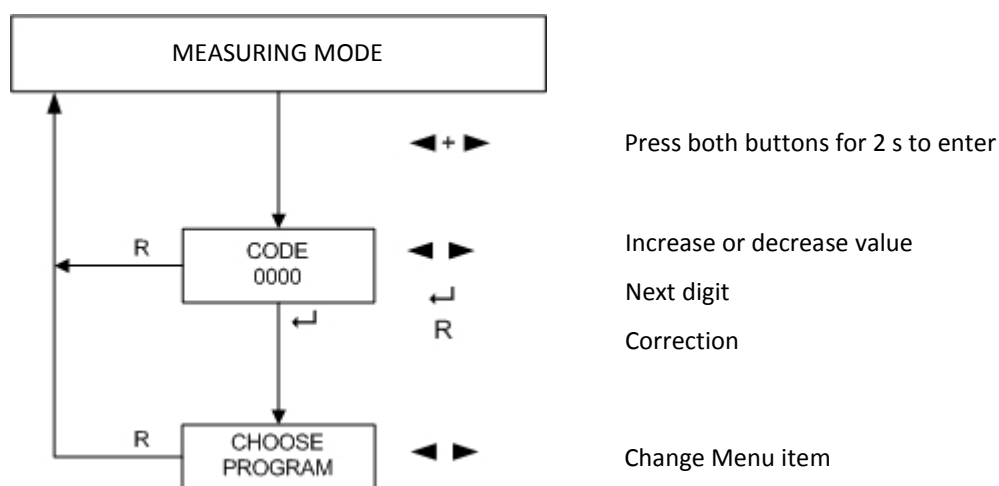 MEASURING MODE
◄+► Press both buttons for 2 s to enter
R CODE ◄ ► Increase or decrease value
0000
↵ Next digit
↵
R Correction
R CHOOSE
PROGRAM ◄ ► Change Menu item